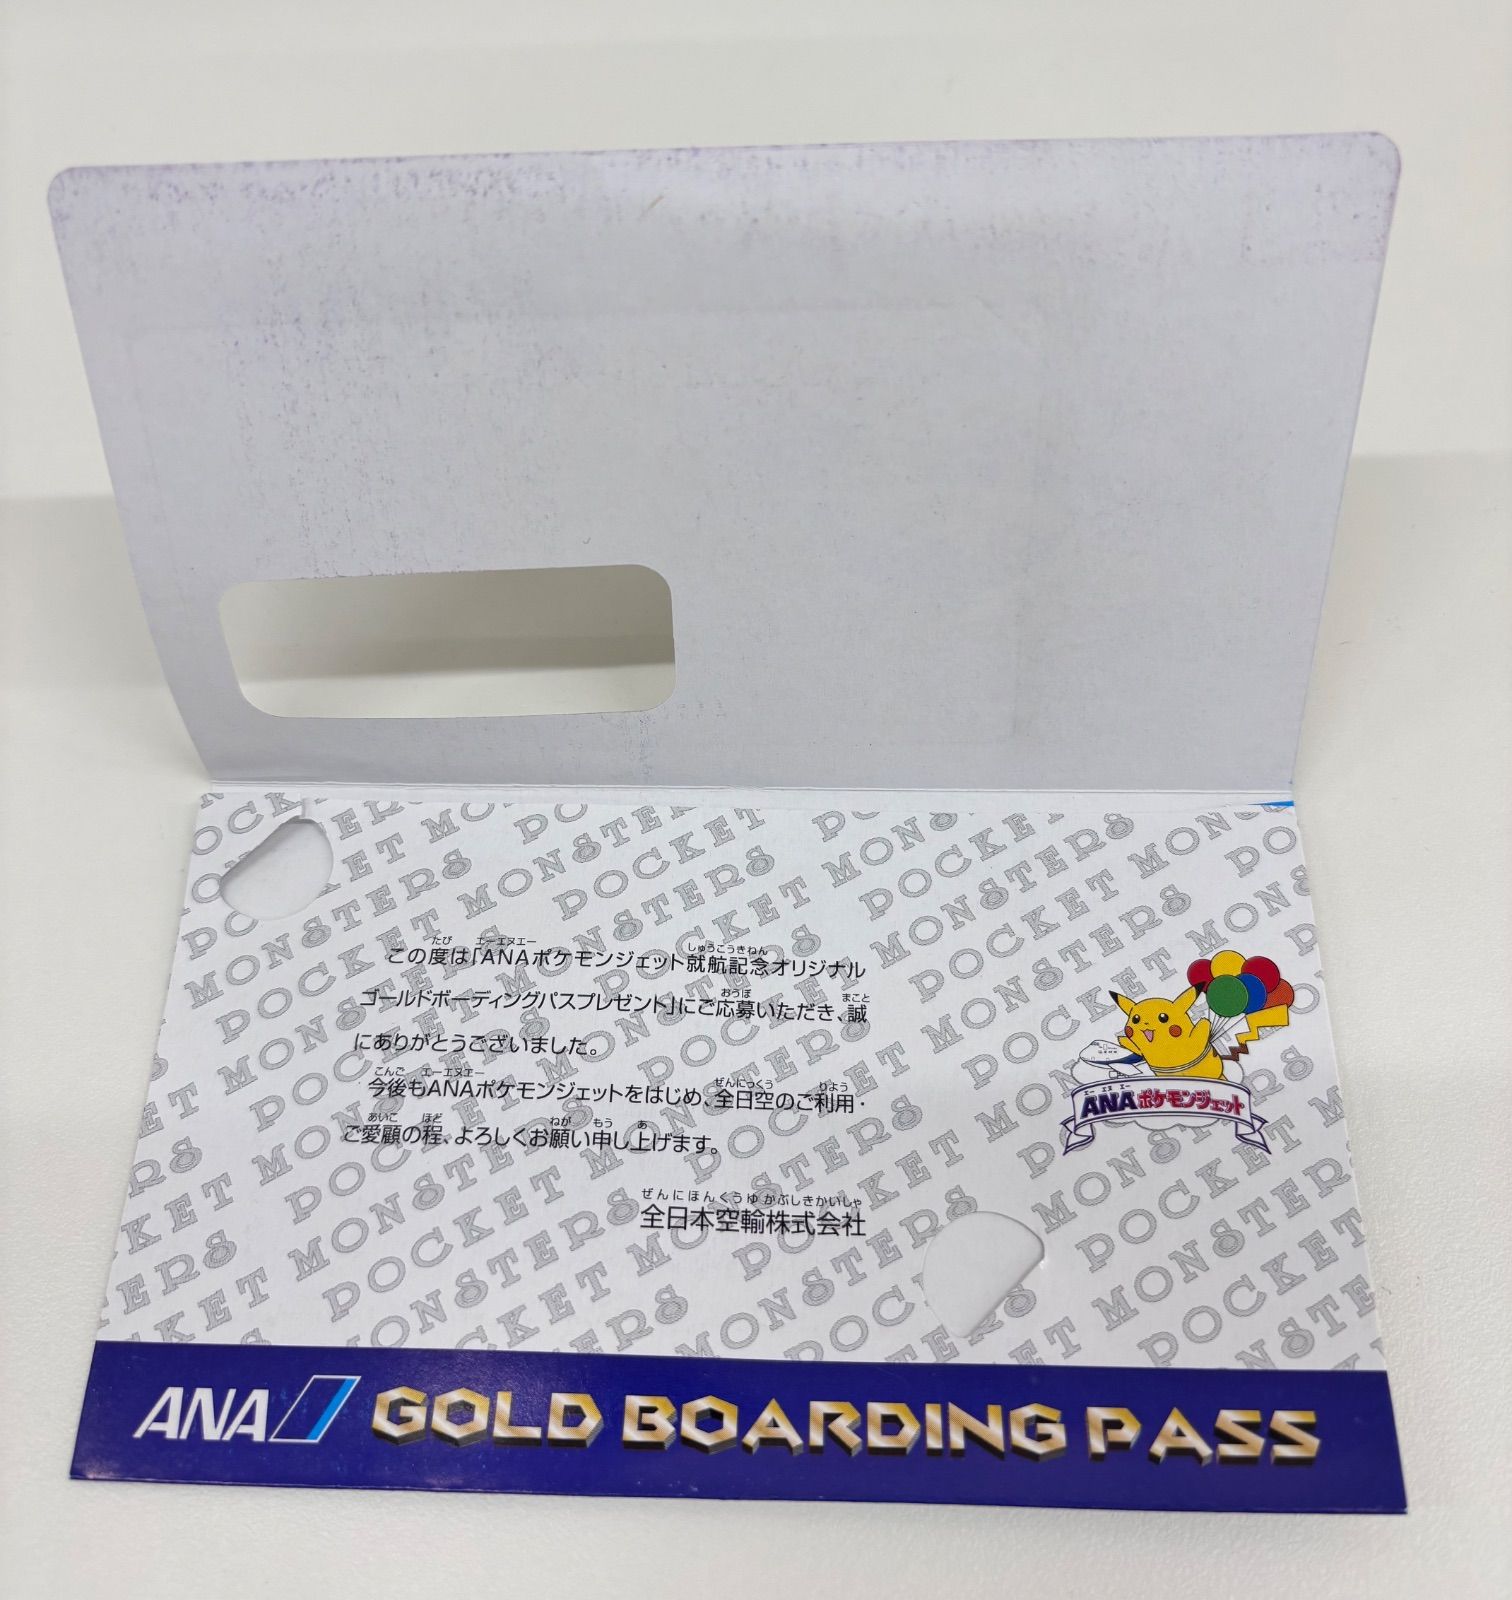 この度は「ANAポケモンジェット就航記念オリジナル
ゴールドボーディングパスプレゼント」にご応募いただき、誠
にありがとうございました。
今後もANAポケモンジェットをはじめ、全日空のご利用・
ご愛顧の程、よろしくお願い申し上げます。
全日本空輸株式会社
ANAポケモンジェット
POCKET MONSTERS
ANA GOLD BOARDING PASS